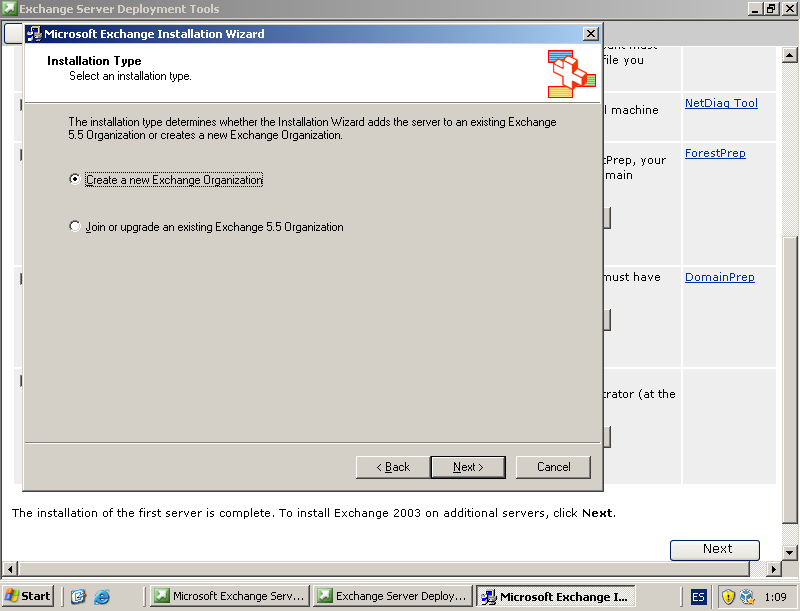 Exchange Server Deployment Tools
Microsoft Exchange Installation Wizard
Installation Type
Select an installation type.
The installation type determines whether the Installation Wizard adds the server to an existing Exchange
5.5 Organization or creates a new Exchange Organization.
Create a new Exchange Organization
Join or upgrade an existing Exchange 5.5 Organization
< Back
Next >
Cancel
file you
l machine
NetDiag Tool
tPrep, your
main
ForestPrep
must have
DomainPrep
trator (at the
The installation of the first server is complete. To install Exchange 2003 on additional servers, click Next.
Next
Start
Microsoft Exchange Serv...
Exchange Server Deploy...
Microsoft Exchange I...
ES
1:09